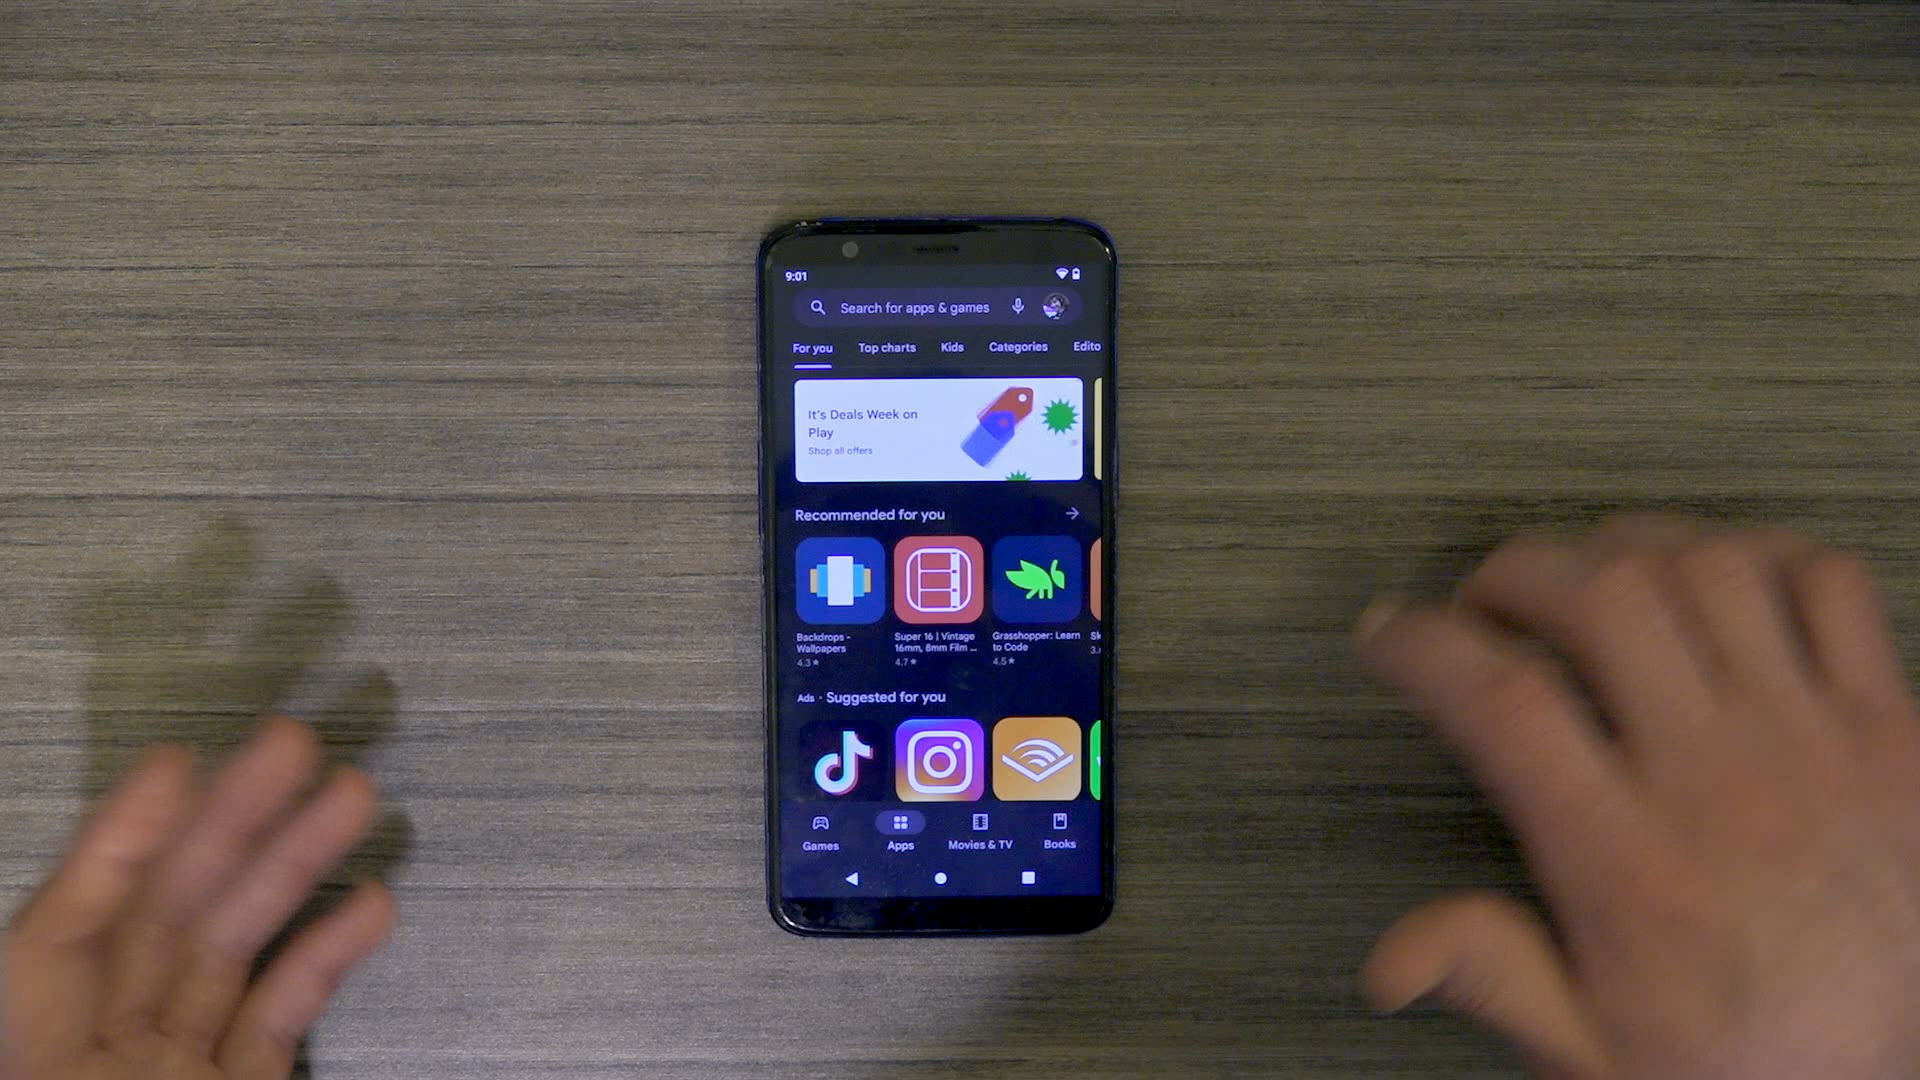 9:01
Search for apps & games
For you Top charts Kids Categories Edito
It's Deals Week on
Play
Shop all offers
Recommended for you
Backdrops -
Wallpapers
4.3★
Super 16 | Vintage
16mm, 8mm Film ...
4.7★
Grasshopper: Learn
to Code
4.5★
Sk
3.
Ads · Suggested for you
Games Apps Movies & TV Books